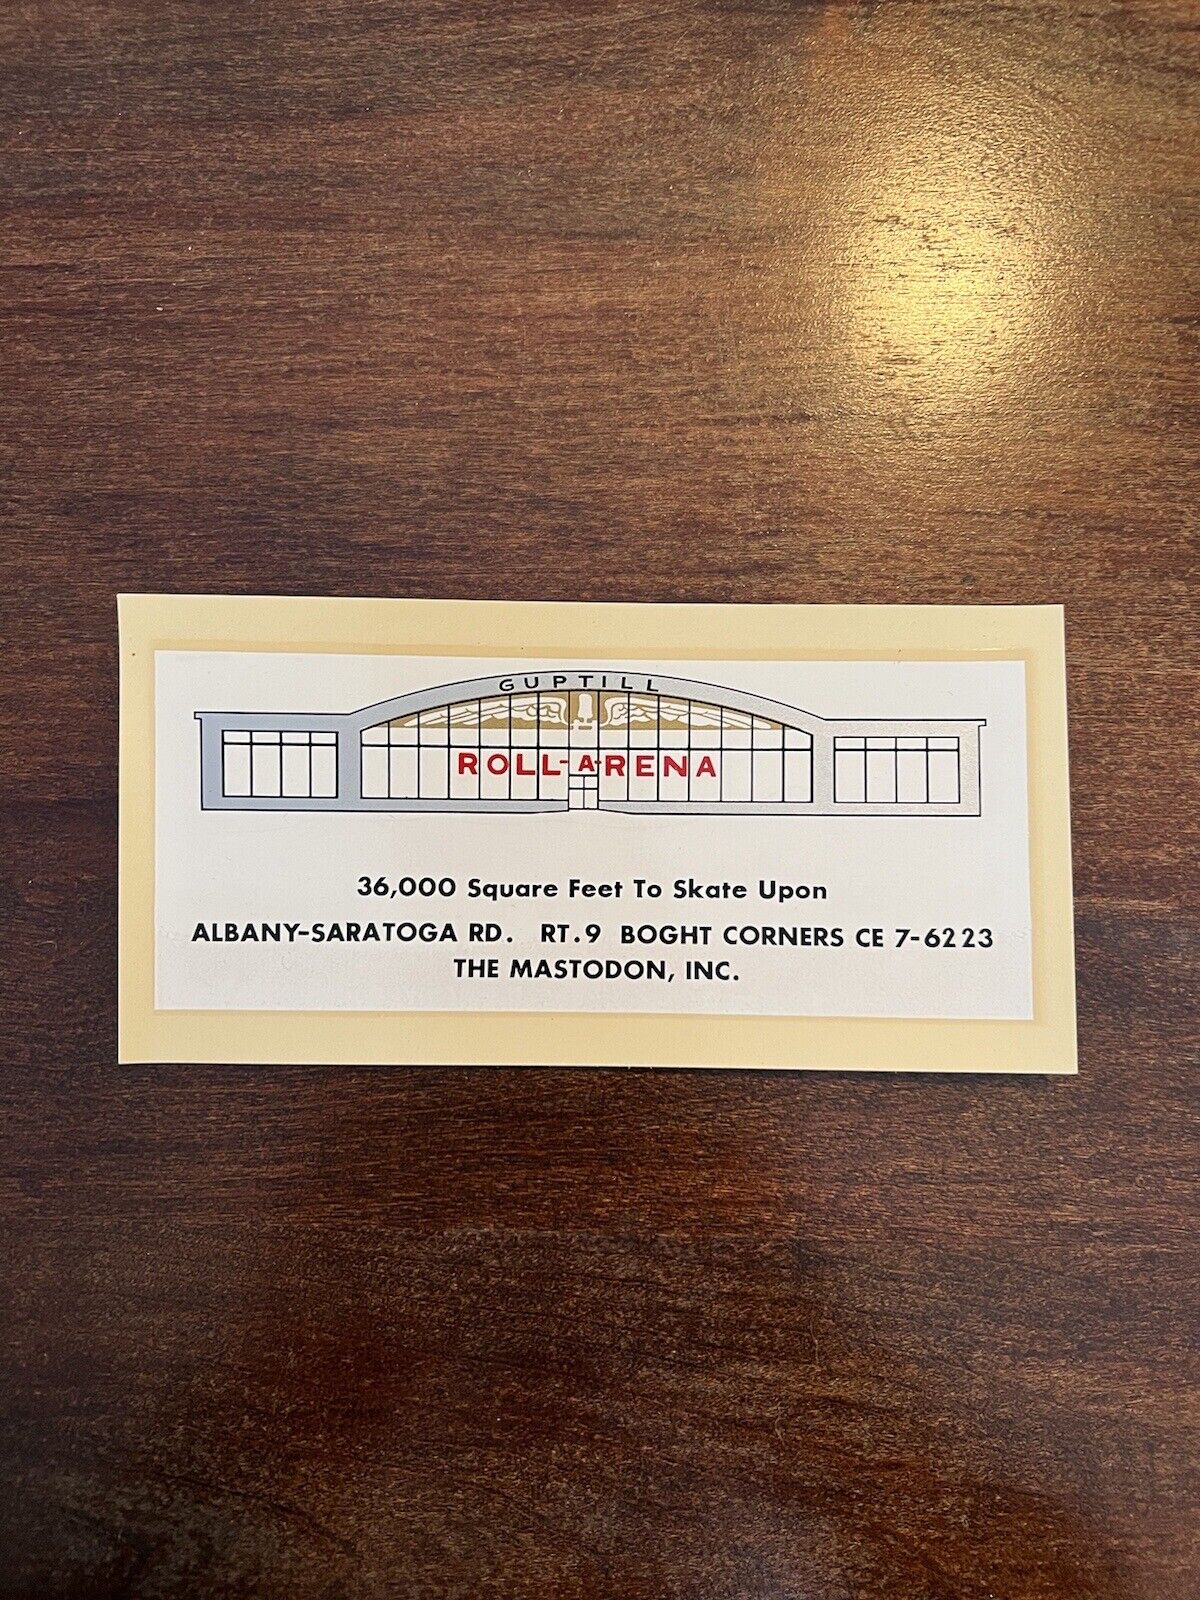 GUPTILL
ROLL-A-RENA
36,000 Square Feet To Skate Upon
ALBANY-SARATOGA RD. RT.9 BOGHT CORNERS CE 7-6223
THE MASTODON, INC.